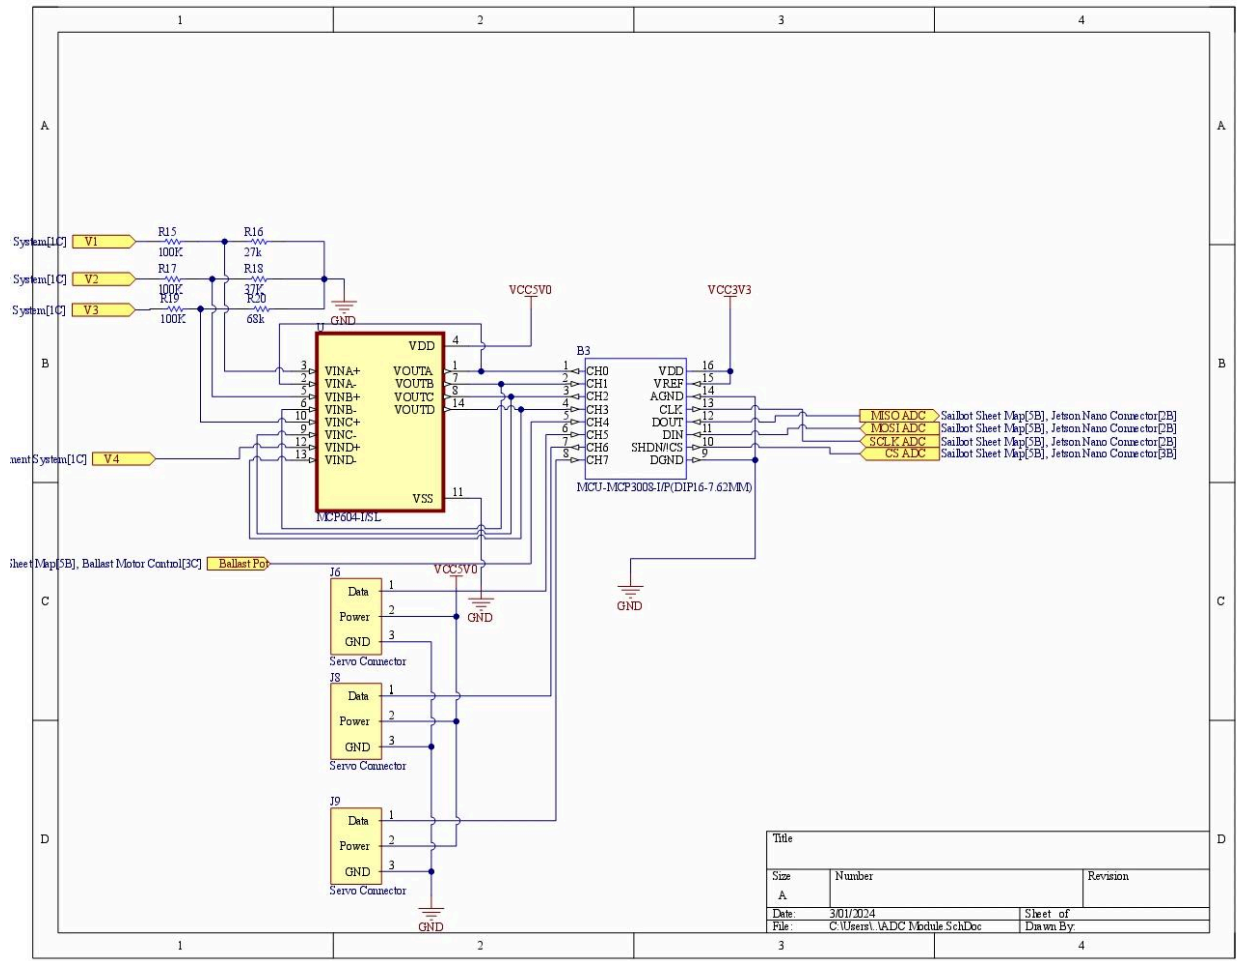 1 2 3 4
A A
System[1C] V1 R15 100K R16 27k
System[1C] V2 R17 100K R18 37K
System[1C] V3 R19 100K R20 68k
GND
VCC5V0
VCC3V3
B B
U
VDD 4
3 VINA+ VOUTA 1
2 VINA- VOUTB 7
5 VINB+ VOUTC 8
6 VINB- VOUTD 14
10 VINC+
9 VINC-
12 VIND+
13 VIND-
VSS 11
MCP604-I/SL
ment System[1C] V4
B3
1 CH0 VDD 16
2 CH1 VREF 15
3 CH2 AGND 14
4 CH3 CLK 13
5 CH4 DOUT 12
6 CH5 DIN 11
7 CH6 SHDN/ICS 10
8 CH7 DGND 9
MCU-MCP3008-I/P(DIP16-7.62MM)
MISO ADC Sailbot Sheet Map[5B], Jetson Nano Connector[2B]
MOSI ADC Sailbot Sheet Map[5B], Jetson Nano Connector[2B]
SCLK ADC Sailbot Sheet Map[5B], Jetson Nano Connector[2B]
CS ADC Sailbot Sheet Map[5B], Jetson Nano Connector[3B]
Sheet Map[5B], Ballast Motor Control[3C] Ballast Pot
VCC5V0
C C
GND
GND
J6
Data 1
Power 2
GND 3
Servo Connector
J8
Data 1
Power 2
GND 3
Servo Connector
J9
Data 1
Power 2
GND 3
Servo Connector
GND
D D
Title
Size Number Revision
A
Date: 3/01/2024 Sheet of
File: C:\Users\..\ADC Module.SchDoc Drawn By:
1 2 3 4